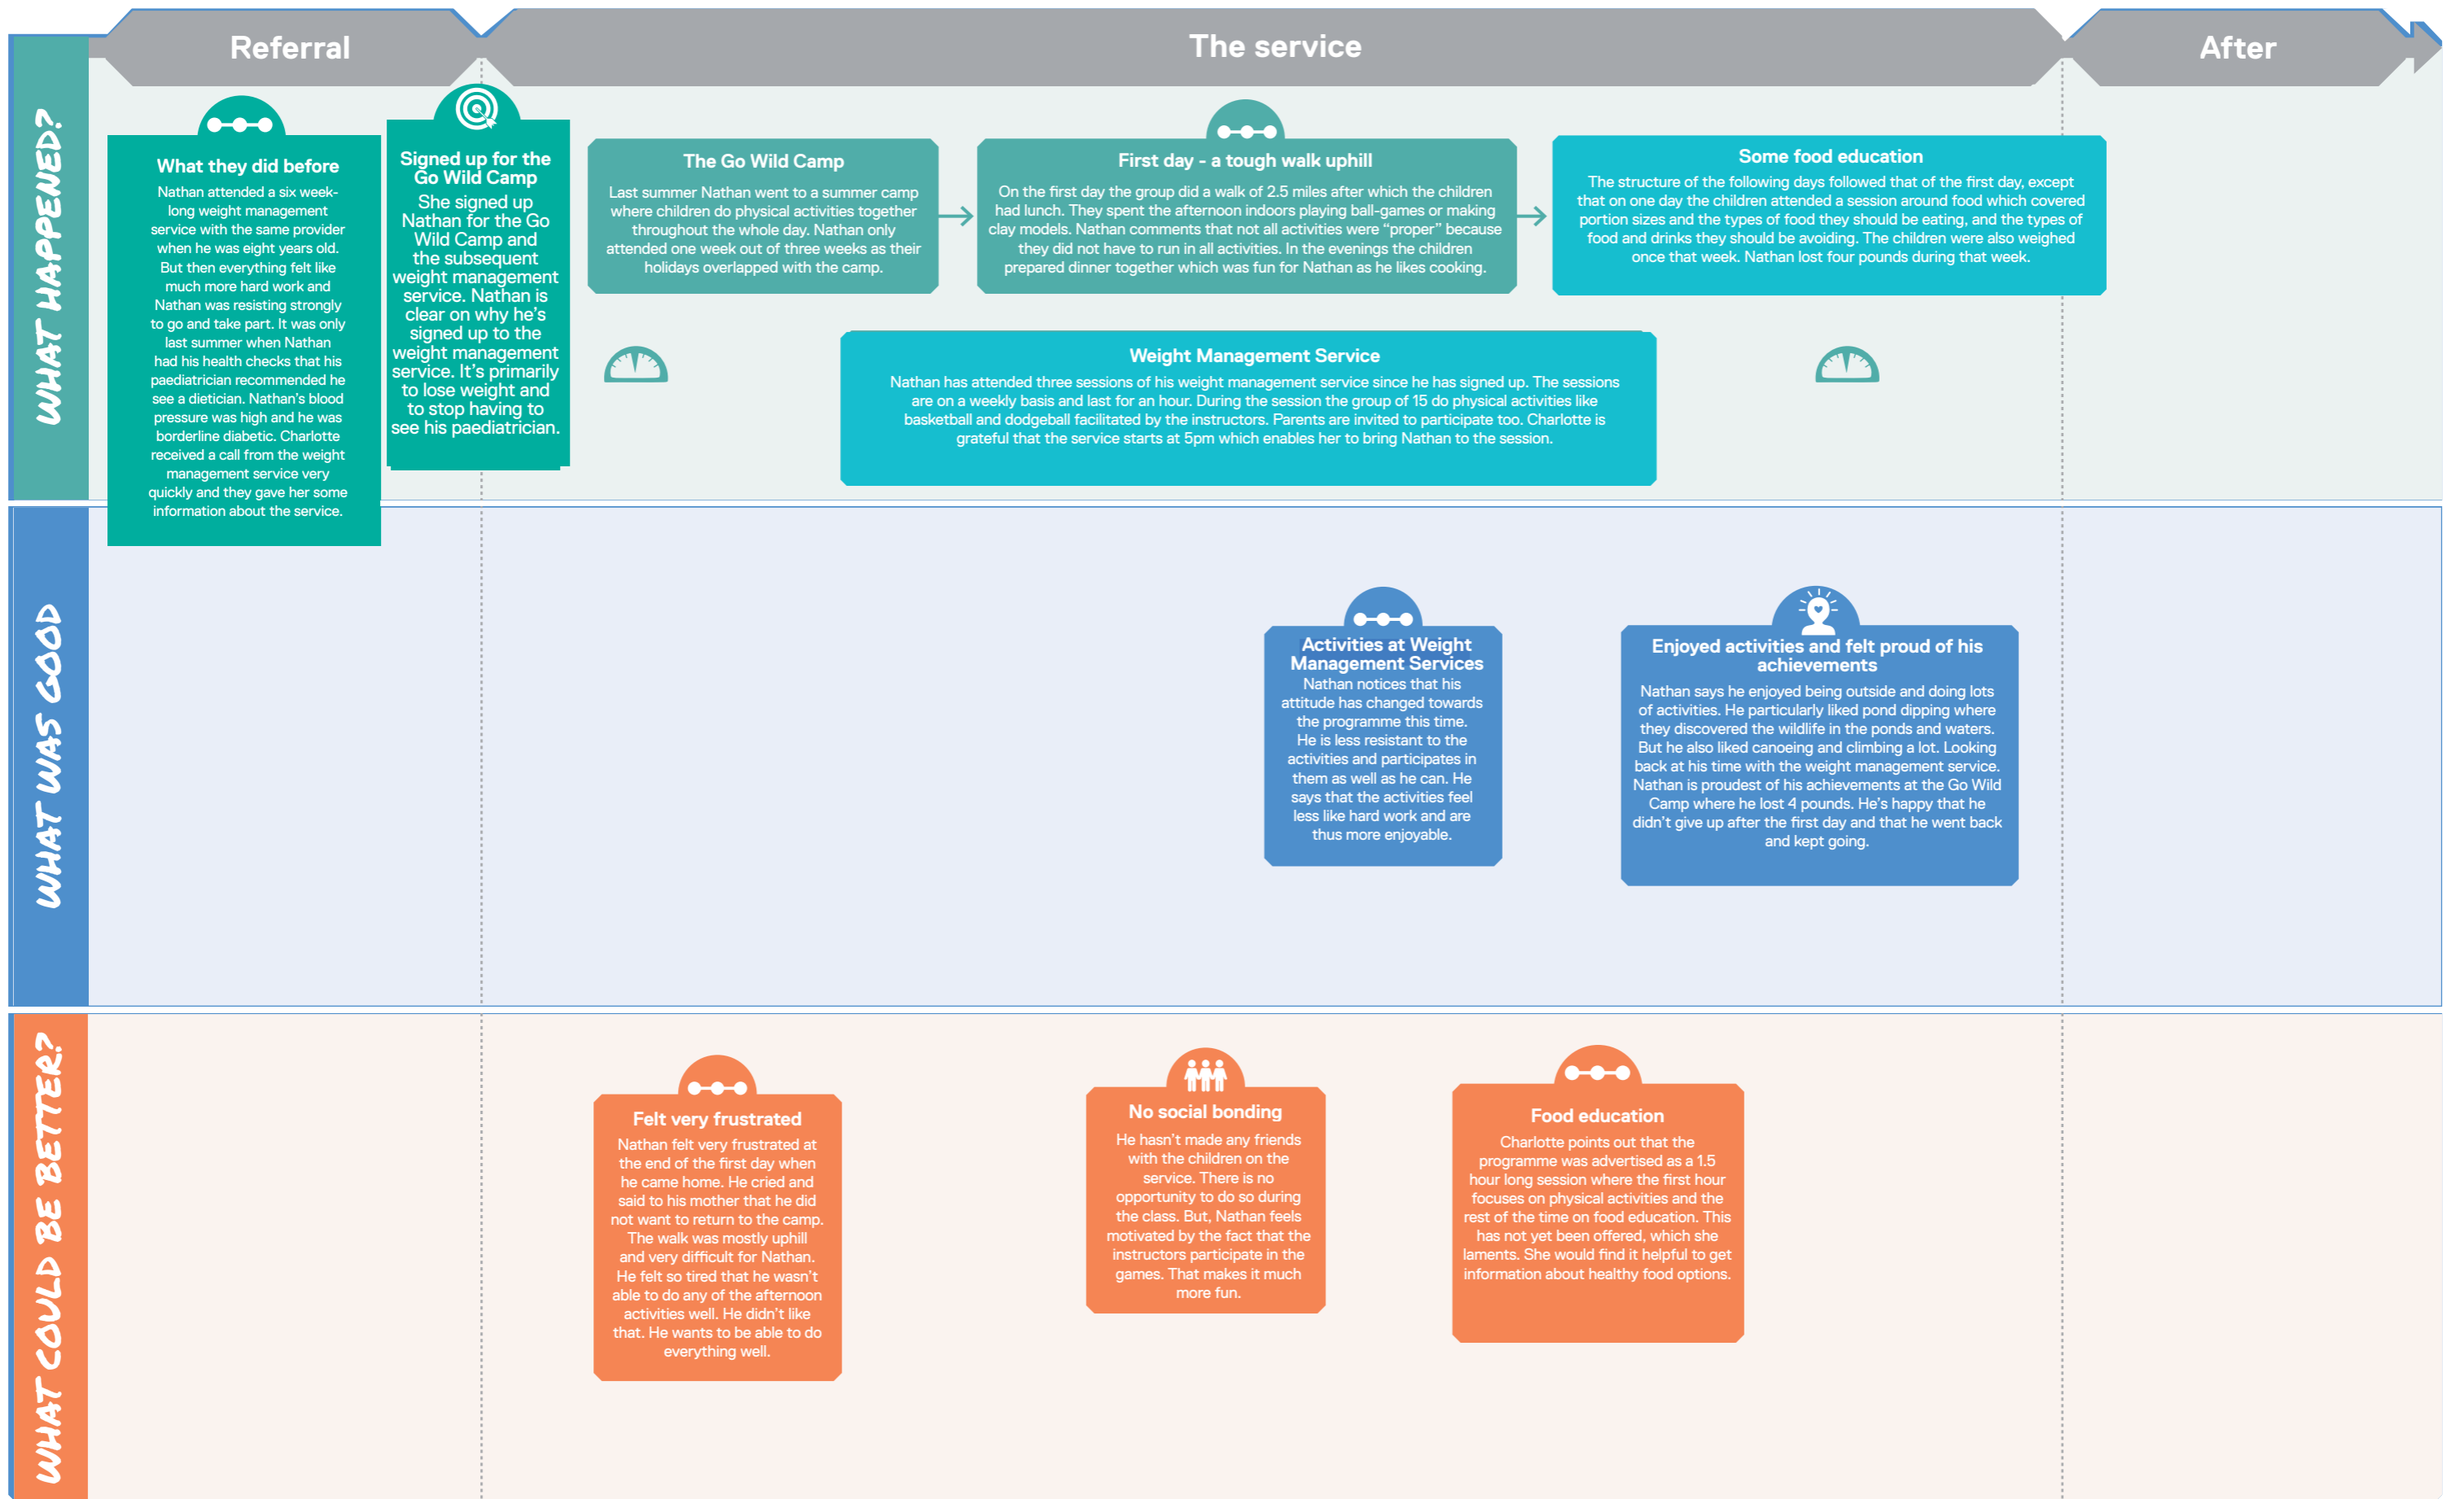 Referral
The service
After
WHAT HAPPENED?
What they did before
Nathan attended a six week-
long weight management
service with the same provider
when he was eight years old.
But then everything felt like
much more hard work and
Nathan was resisting strongly
to go and take part. It was only
last summer when Nathan
had his health checks that his
paediatrician recommended he
see a dietician. Nathan's blood
pressure was high and he was
borderline diabetic. Charlotte
received a call from the weight
management service very
quickly and they gave her some
information about the service.
Signed up for the
Go Wild Camp
She signed up
Nathan for the Go
Wild Camp and
the subsequent
weight management
service. Nathan is
clear on why he's
signed up to the
weight management
service. It's primarily
to lose weight and
to stop having to
see his paediatrician.
The Go Wild Camp
Last summer Nathan went to a summer camp
where children do physical activities together
throughout the whole day. Nathan only
attended one week out of three weeks as their
holidays overlapped with the camp.
First day - a tough walk uphill
On the first day the group did a walk of 2.5 miles after which the children
had lunch. They spent the afternoon indoors playing ball-games or making
clay models. Nathan comments that not all activities were "proper" because
they did not have to run in all activities. In the evenings the children
prepared dinner together which was fun for Nathan as he likes cooking.
Some food education
The structure of the following days followed that of the first day, except
that on one day the children attended a session around food which covered
portion sizes and the types of food they should be eating, and the types of
food and drinks they should be avoiding. The children were also weighed
once that week. Nathan lost four pounds during that week.
Weight Management Service
Nathan has attended three sessions of his weight management service since he has signed up. The sessions
are on a weekly basis and last for an hour. During the session the group of 15 do physical activities like
basketball and dodgeball facilitated by the instructors. Parents are invited to participate too. Charlotte is
grateful that the service starts at 5pm which enables her to bring Nathan to the session.
WHAT WAS GOOD
Activities at Weight
Management Services
Nathan notices that his
attitude has changed towards
the programme this time.
He is less resistant to the
activities and participates in
them as well as he can. He
says that the activities feel
less like hard work and are
thus more enjoyable.
Enjoyed activities and felt proud of his
achievements
Nathan says he enjoyed being outside and doing lots
of activities. He particularly liked pond dipping where
they discovered the wildlife in the ponds and waters.
But he also liked canoeing and climbing a lot. Looking
back at his time with the weight management service.
Nathan is proudest of his achievements at the Go Wild
Camp where he lost 4 pounds. He's happy that he
didn't give up after the first day and that he went back
and kept going.
WHAT COULD BE BETTER?
Felt very frustrated
Nathan felt very frustrated at
the end of the first day when
he came home. He cried and
said to his mother that he did
not want to return to the camp.
The walk was mostly uphill
and very difficult for Nathan.
He felt so tired that he wasn't
able to do any of the afternoon
activities well. He didn't like
that. He wants to be able to do
everything well.
No social bonding
He hasn't made any friends
with the children on the
service. There is no
opportunity to do so during
the class. But, Nathan feels
motivated by the fact that the
instructors participate in the
games. That makes it much
more fun.
Food education
Charlotte points out that the
programme was advertised as a 1.5
hour long session where the first hour
focuses on physical activities and the
rest of the time on food education. This
has not yet been offered, which she
laments. She would find it helpful to get
information about healthy food options.